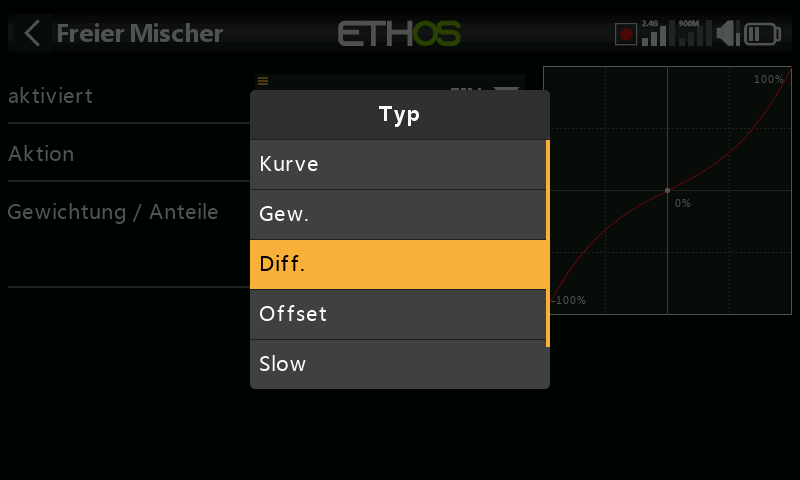 Freier Mischer
ETHOS
2.4G
900M
aktiviert
Aktion
Gewichtung / Anteile
Typ
Kurve
Gew.
Diff.
Offset
Slow
100%
0%
-100%